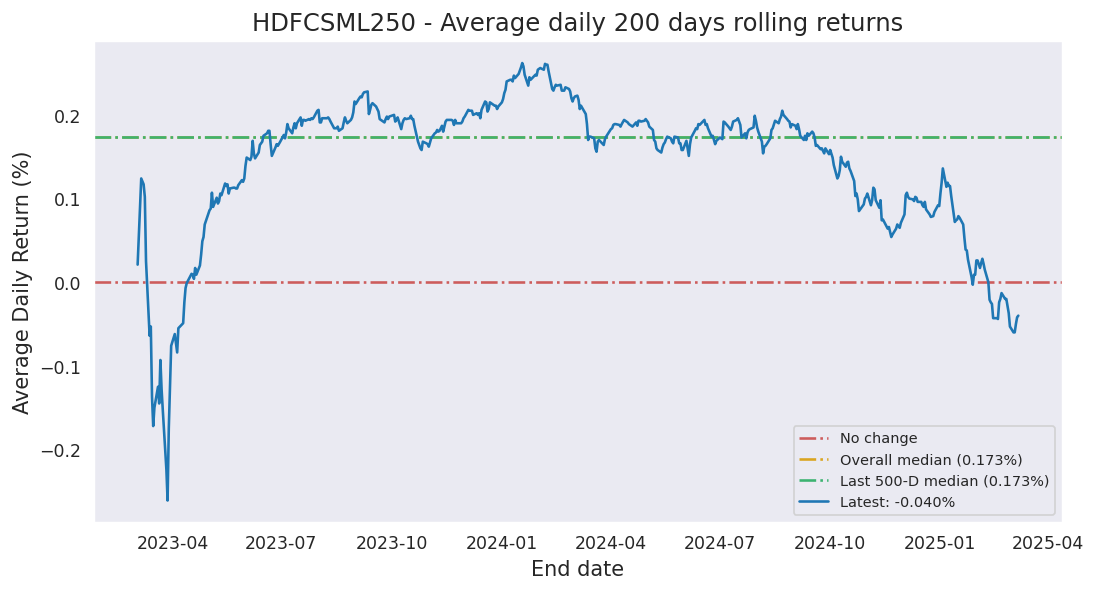 HDFCSML250 - Average daily 200 days rolling returns
Average Daily Return (%)
0.2
0.1
0.0
−0.1
−0.2
No change
Overall median (0.173%)
Last 500-D median (0.173%)
Latest: -0.040%
2023-04 2023-07 2023-10 2024-01 2024-04 2024-07 2024-10 2025-01 2025-04
End date